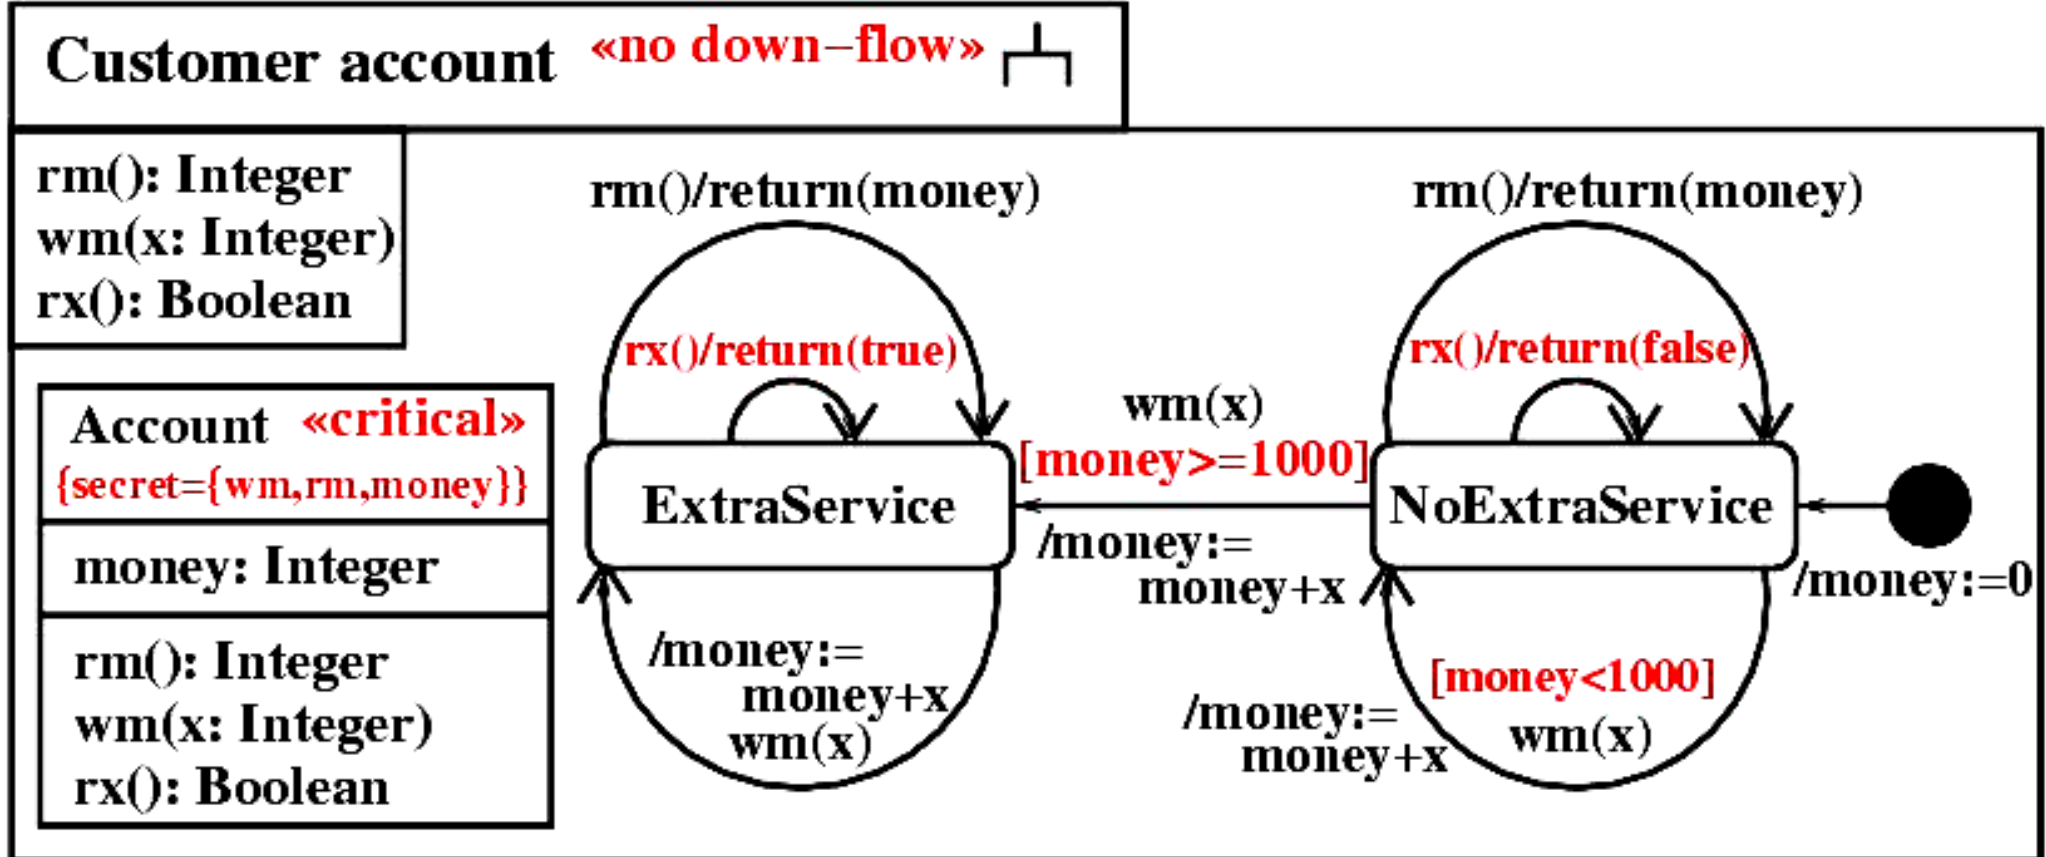 Customer account «no down–flow»
rm(): Integer
wm(x: Integer)
rx(): Boolean
Account «critical»
{secret={wm,rm,money}}
money: Integer
rm(): Integer
wm(x: Integer)
rx(): Boolean
rm()/return(money)
rx()/return(true)
ExtraService
/money:=
money+x
wm(x)
wm(x)
[money>=1000]
/money:=
money+x
rm()/return(money)
rx()/return(false)
NoExtraService
/money:=0
[money<1000]
wm(x)
/money:=
money+x